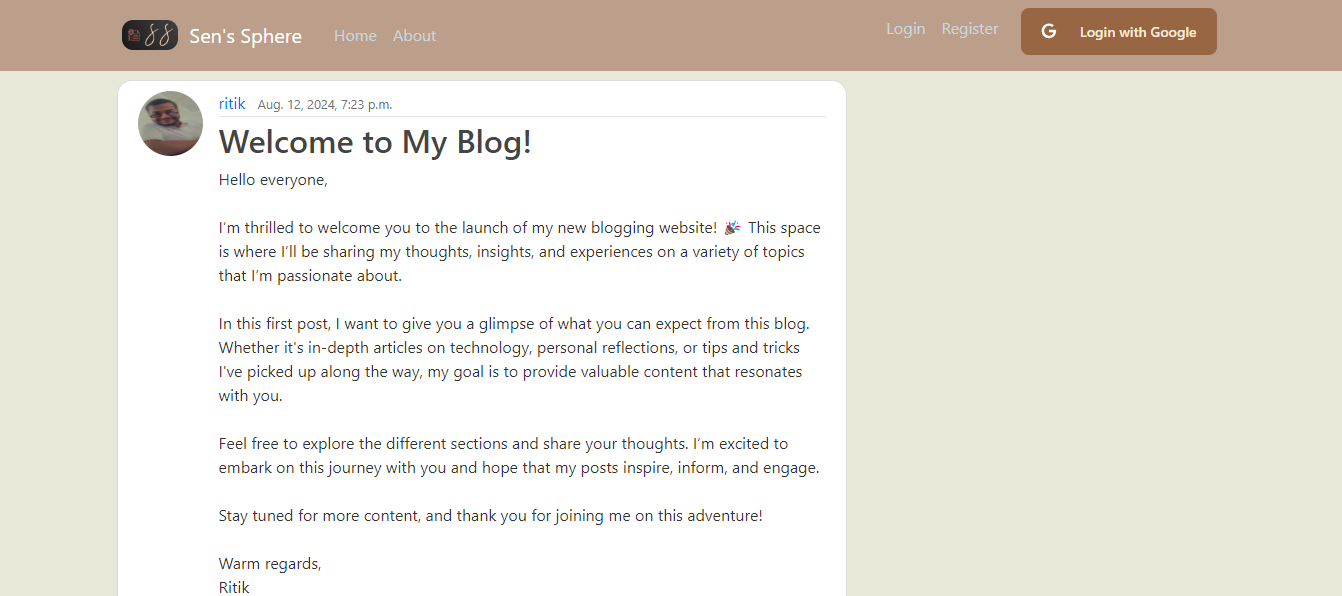 SS Sen's Sphere Home About Login Register G Login with Google
ritik Aug. 12, 2024, 7:23 p.m.
Welcome to My Blog!
Hello everyone,
I’m thrilled to welcome you to the launch of my new blogging website! 🎉 This space
is where I’ll be sharing my thoughts, insights, and experiences on a variety of topics
that I’m passionate about.
In this first post, I want to give you a glimpse of what you can expect from this blog.
Whether it's in-depth articles on technology, personal reflections, or tips and tricks
I've picked up along the way, my goal is to provide valuable content that resonates
with you.
Feel free to explore the different sections and share your thoughts. I’m excited to
embark on this journey with you and hope that my posts inspire, inform, and engage.
Stay tuned for more content, and thank you for joining me on this adventure!
Warm regards,
Ritik